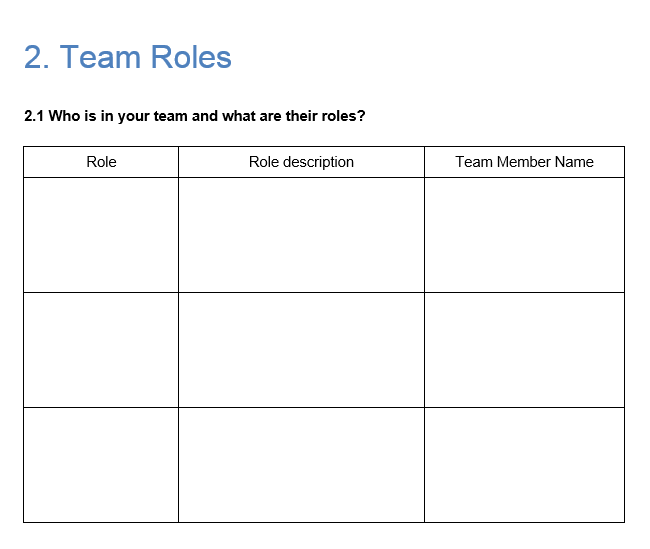 2. Team Roles
2.1 Who is in your team and what are their roles?
Role Role description Team Member Name